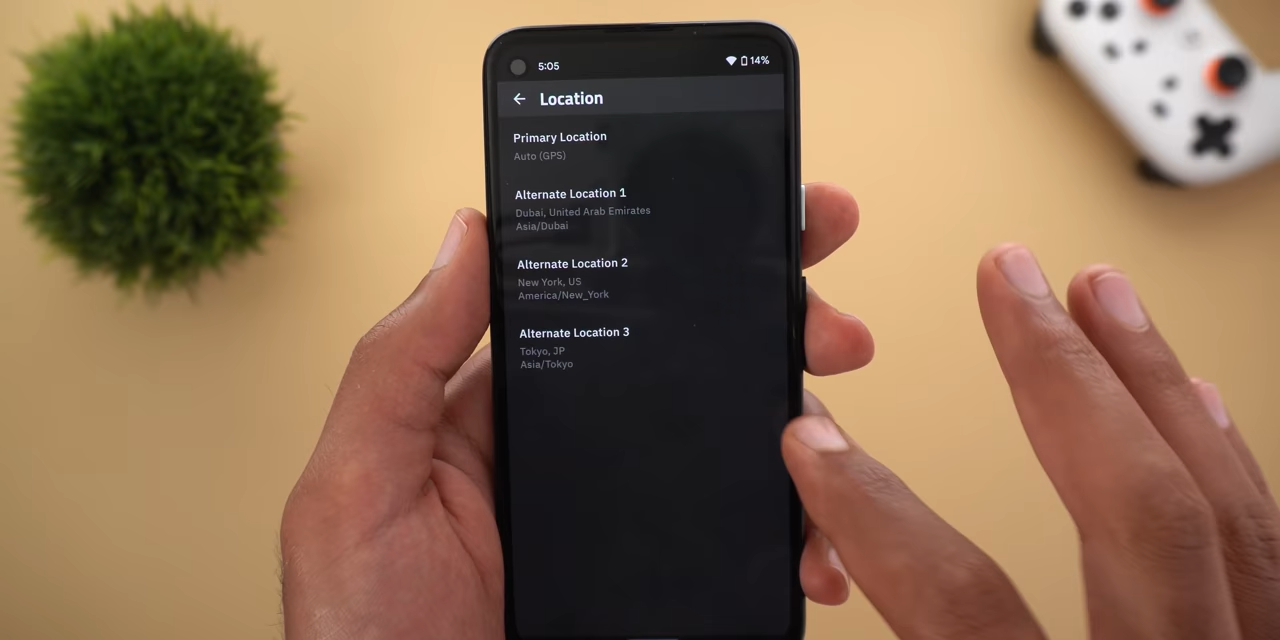 5:05 14%
Location
Primary Location
Auto (GPS)
Alternate Location 1
Dubai, United Arab Emirates
Asia/Dubai
Alternate Location 2
New York, US
America/New_York
Alternate Location 3
Tokyo, JP
Asia/Tokyo